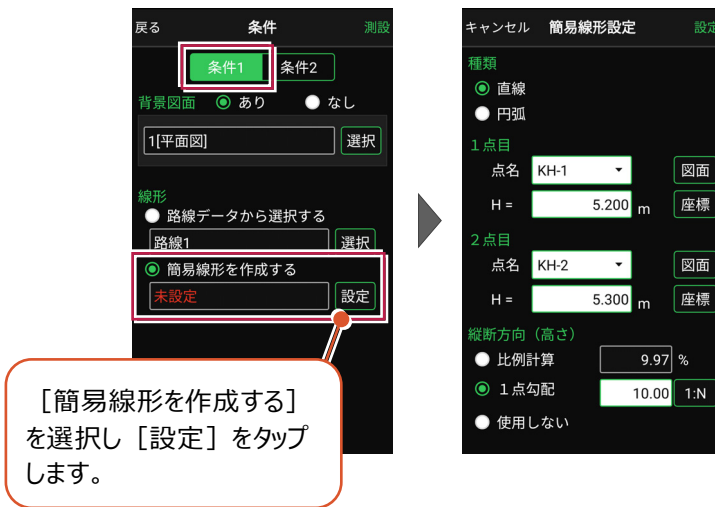 戻る 条件 測設
条件1 条件2
背景図面 あり なし
1[平面図] 選択
線形
路線データから選択する
路線1 選択
簡易線形を作成する
未設定 設定
［簡易線形を作成する］
を選択し［設定］をタップ
します。
キャンセル 簡易線形設定 設定
種類
直線
円弧
１点目
点名 KH-1 図面
H = 5.200 m 座標
２点目
点名 KH-2 図面
H = 5.300 m 座標
縦断方向（高さ）
比例計算 9.97 %
１点勾配 10.00 1:N
使用しない